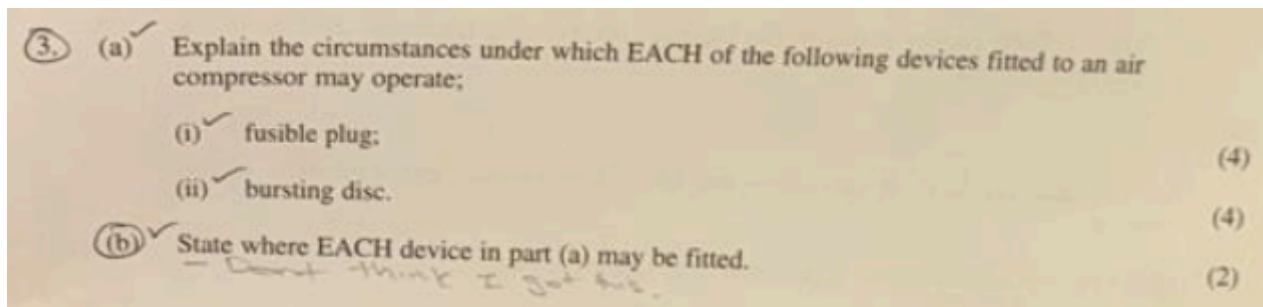 3. (a) Explain the circumstances under which EACH of the following devices fitted to an air
compressor may operate;
(i) fusible plug; (4)
(ii) bursting disc. (4)
(b) State where EACH device in part (a) may be fitted. (2)
- Don't think I got this.